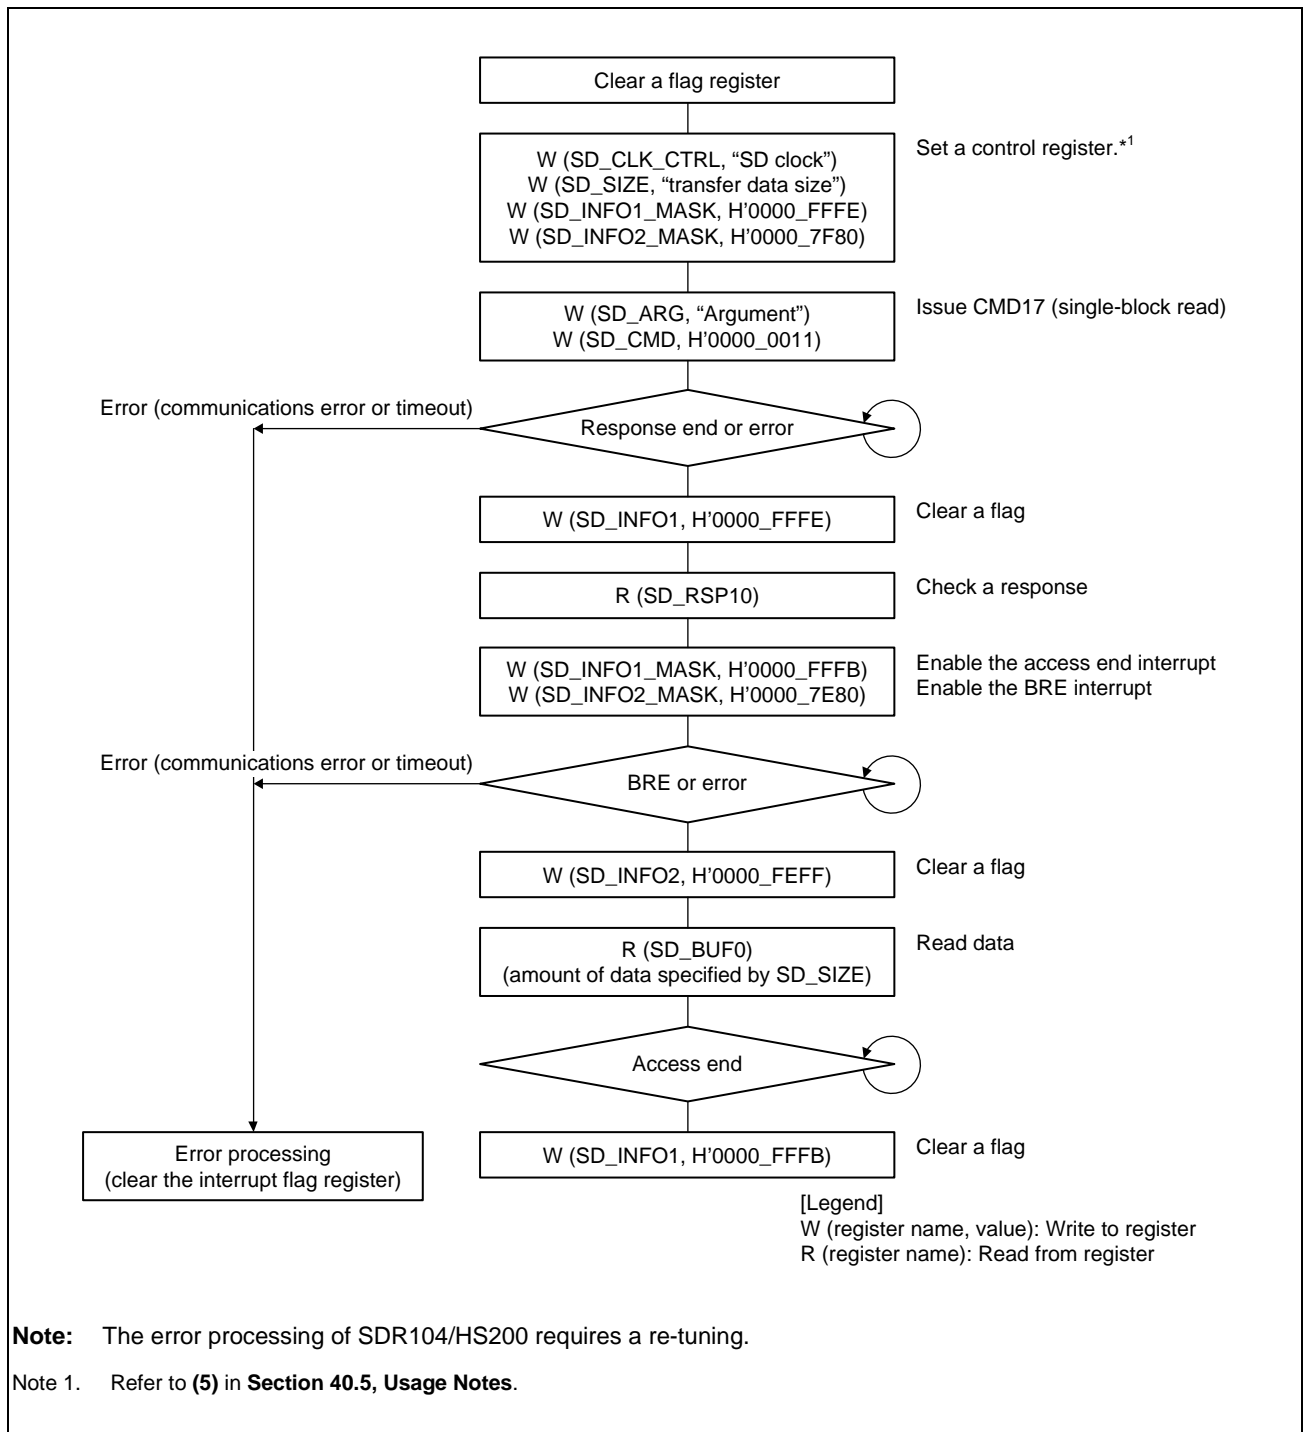 Clear a flag register
W (SD_CLK_CTRL, “SD clock”)
W (SD_SIZE, “transfer data size”)
W (SD_INFO1_MASK, H’0000_FFFE)
W (SD_INFO2_MASK, H’0000_7F80)
Set a control register.*1
W (SD_ARG, “Argument”)
W (SD_CMD, H’0000_0011)
Issue CMD17 (single-block read)
Error (communications error or timeout)
Response end or error
W (SD_INFO1, H’0000_FFFE)
Clear a flag
R (SD_RSP10)
Check a response
W (SD_INFO1_MASK, H’0000_FFFB)
W (SD_INFO2_MASK, H’0000_7E80)
Enable the access end interrupt
Enable the BRE interrupt
Error (communications error or timeout)
BRE or error
W (SD_INFO2, H’0000_FEFF)
Clear a flag
R (SD_BUF0)
(amount of data specified by SD_SIZE)
Read data
Access end
Error processing
(clear the interrupt flag register)
W (SD_INFO1, H’0000_FFFB)
Clear a flag
[Legend]
W (register name, value): Write to register
R (register name): Read from register
Note: The error processing of SDR104/HS200 requires a re-tuning.
Note 1. Refer to (5) in Section 40.5, Usage Notes.